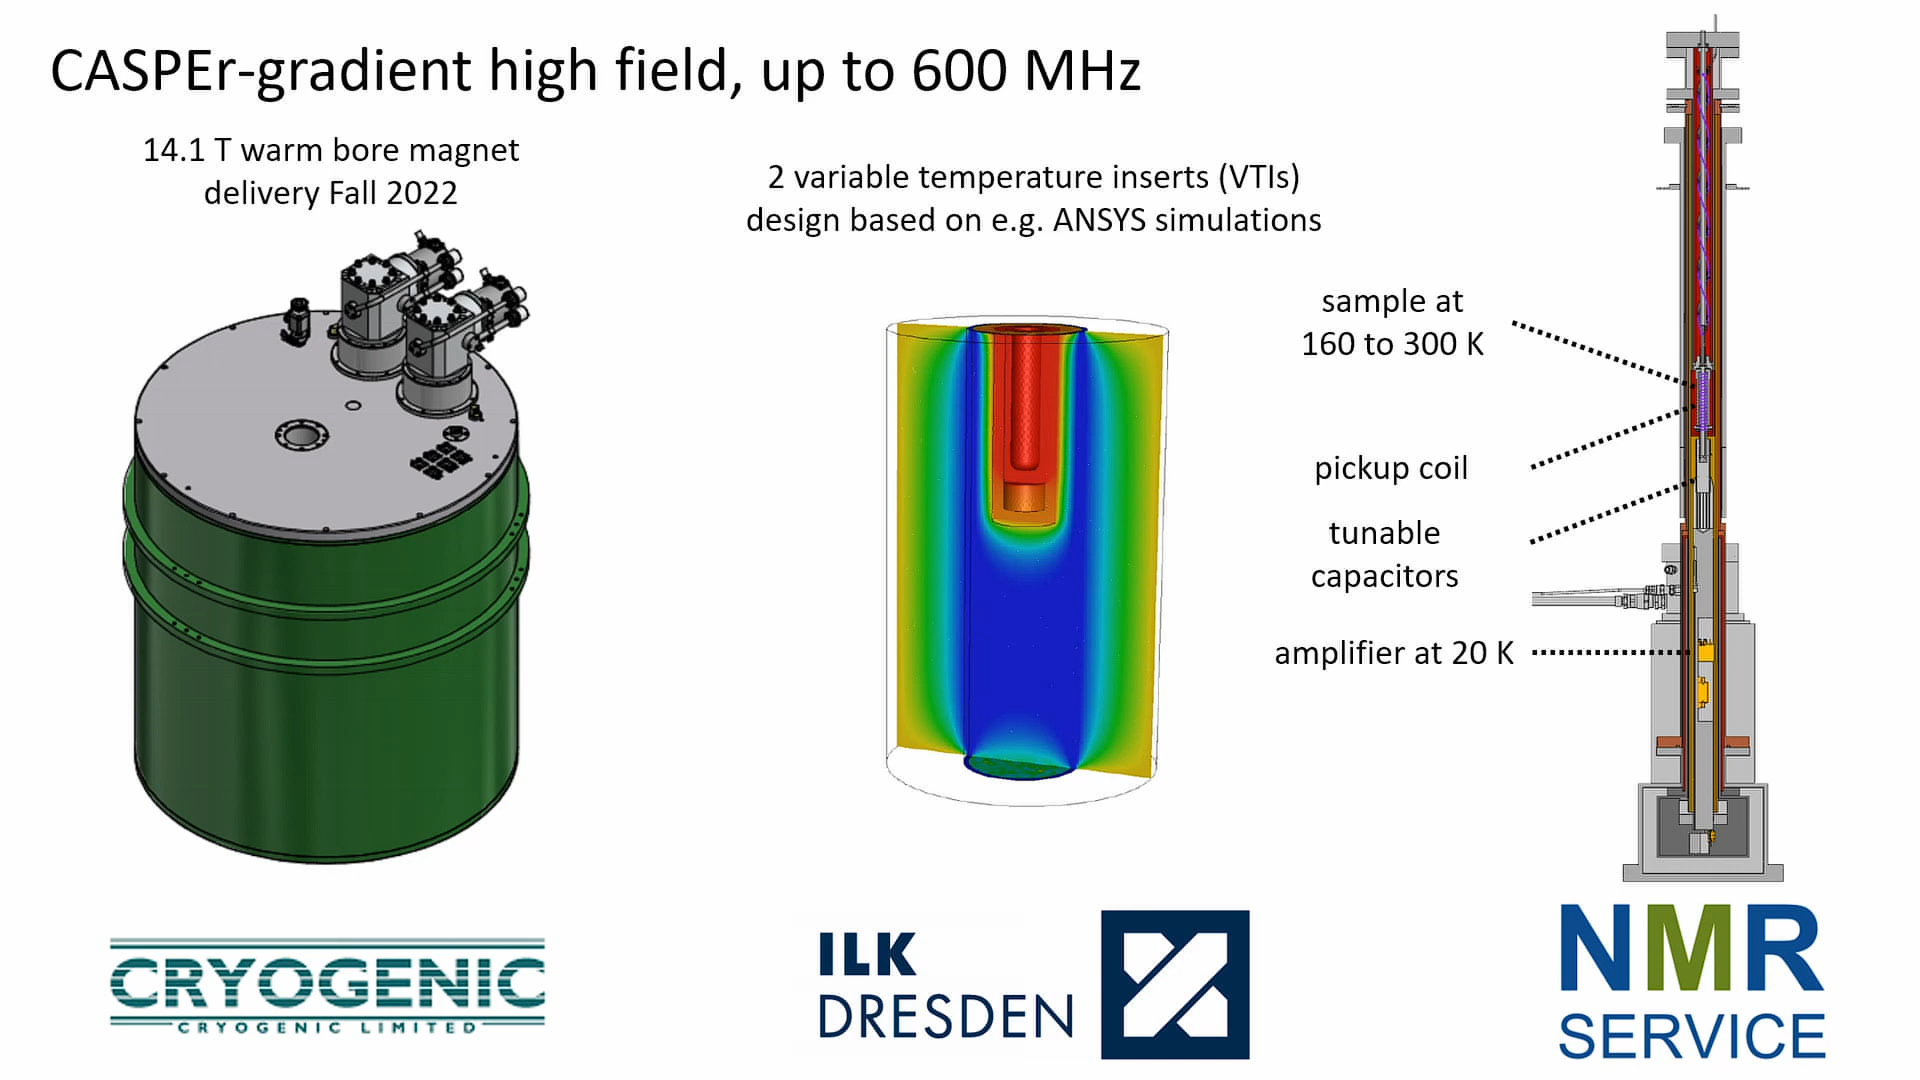 CASPEr-gradient high field, up to 600 MHz
14.1 T warm bore magnet
delivery Fall 2022
2 variable temperature inserts (VTIs)
design based on e.g. ANSYS simulations
sample at
160 to 300 K
pickup coil
tunable
capacitors
amplifier at 20 K
CRYOGENIC
CRYOGENIC LIMITED
ILK
DRESDEN
NMR
SERVICE